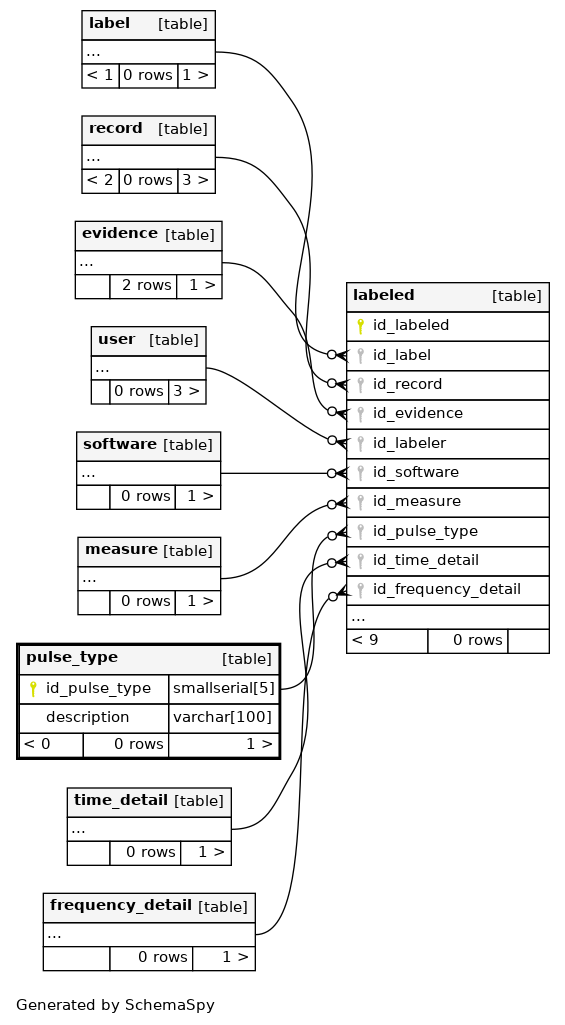 label [table]
...
< 1 0 rows 1 >
record [table]
...
< 2 0 rows 3 >
evidence [table]
...
2 rows 1 >
user [table]
...
0 rows 3 >
software [table]
...
0 rows 1 >
measure [table]
...
0 rows 1 >
pulse_type [table]
id_pulse_type smallserial[5]
description varchar[100]
< 0 0 rows 1 >
time_detail [table]
...
0 rows 1 >
frequency_detail [table]
...
0 rows 1 >
labeled [table]
id_labeled
id_label
id_record
id_evidence
id_labeler
id_software
id_measure
id_pulse_type
id_time_detail
id_frequency_detail
...
< 9 0 rows
Generated by SchemaSpy